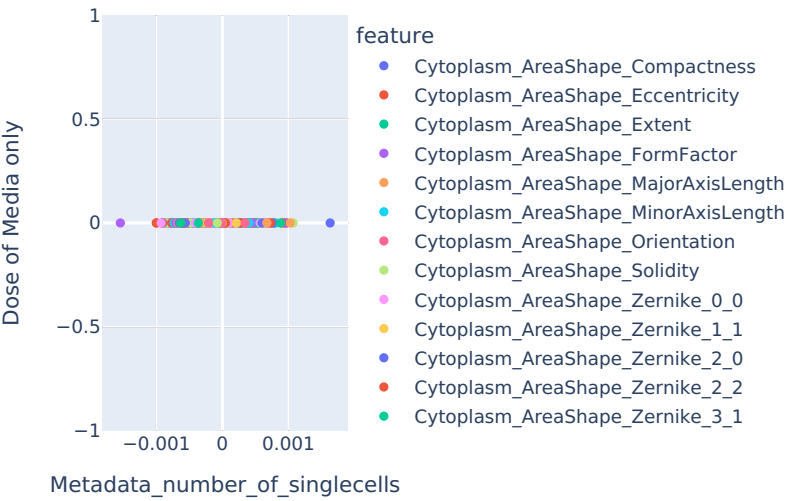 1
0.5
0
−0.5
−1
Dose of Media only
−0.001
0
0.001
Metadata_number_of_singlecells
feature
Cytoplasm_AreaShape_Compactness
Cytoplasm_AreaShape_Eccentricity
Cytoplasm_AreaShape_Extent
Cytoplasm_AreaShape_FormFactor
Cytoplasm_AreaShape_MajorAxisLength
Cytoplasm_AreaShape_MinorAxisLength
Cytoplasm_AreaShape_Orientation
Cytoplasm_AreaShape_Solidity
Cytoplasm_AreaShape_Zernike_0_0
Cytoplasm_AreaShape_Zernike_1_1
Cytoplasm_AreaShape_Zernike_2_0
Cytoplasm_AreaShape_Zernike_2_2
Cytoplasm_AreaShape_Zernike_3_1